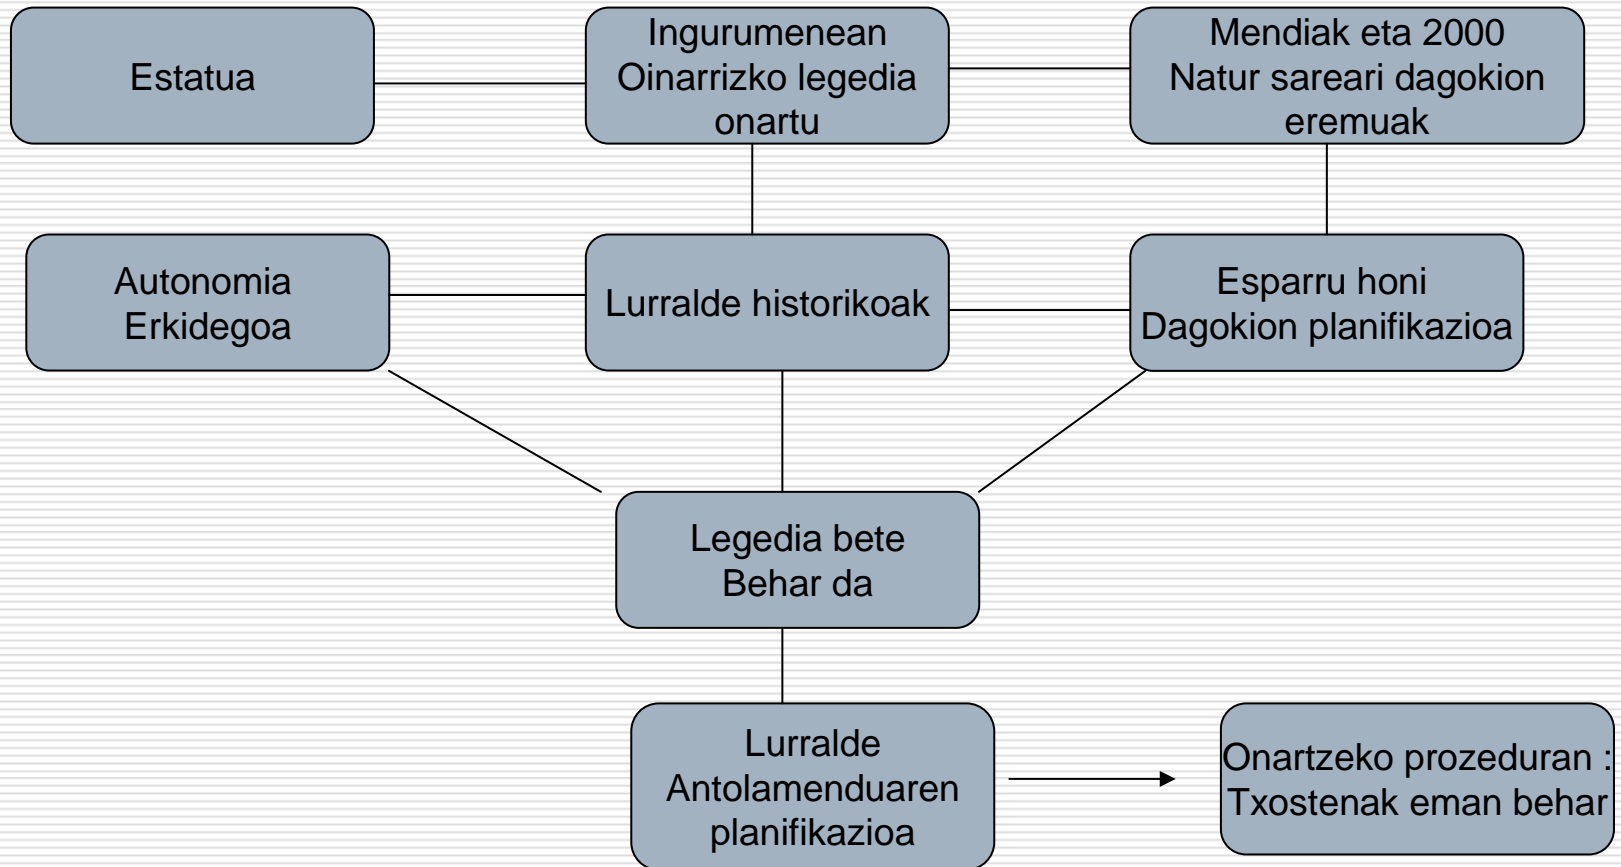 Estatua
Ingurumenean
Oinarrizko legedia
onartu
Mendiak eta 2000
Natur sareari dagokion
eremuak
Autonomia
Erkidegoa
Lurralde historikoak
Esparru honi
Dagokion planifikazioa
Legedia bete
Behar da
Lurralde
Antolamenduaren
planifikazioa
Onartzeko prozeduran :
Txostenak eman behar